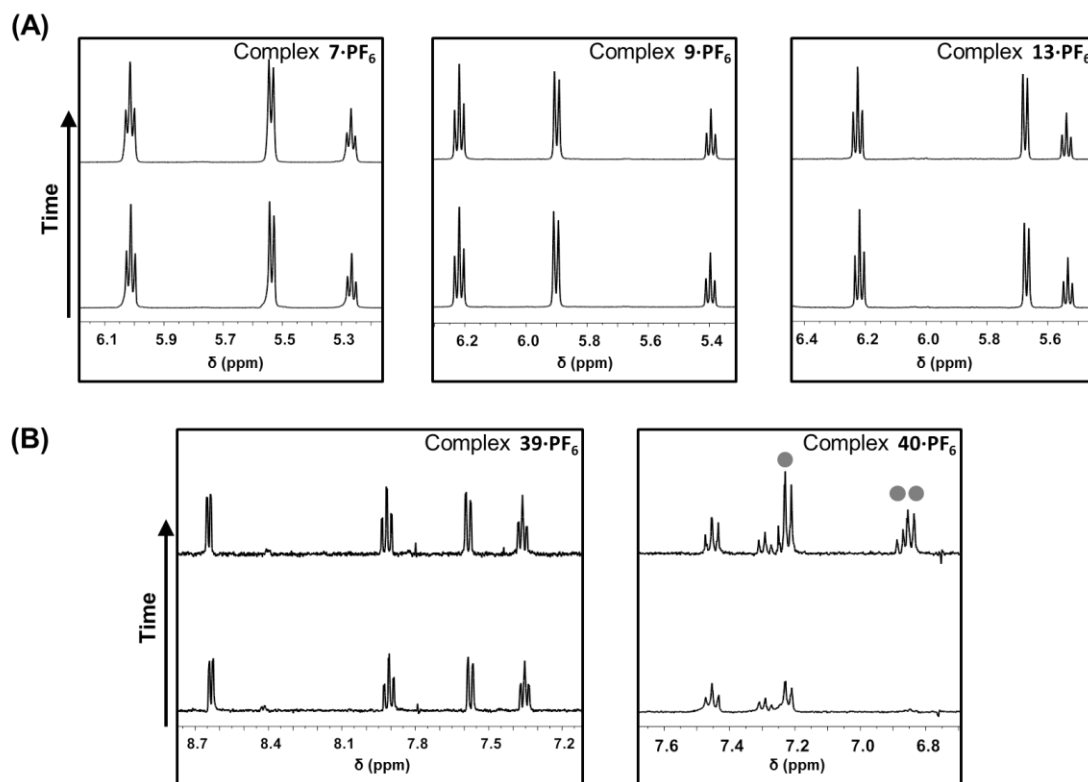 (A)
Complex 7·PF6
Complex 9·PF6
Complex 13·PF6
Time
6.1 5.9 5.7 5.5 5.3
δ (ppm)
6.2 6.0 5.8 5.6 5.4
δ (ppm)
6.4 6.2 6.0 5.8 5.6
δ (ppm)
(B)
Complex 39·PF6
Complex 40·PF6
Time
8.7 8.4 8.1 7.8 7.5 7.2
δ (ppm)
7.6 7.4 7.2 7.0 6.8
δ (ppm)